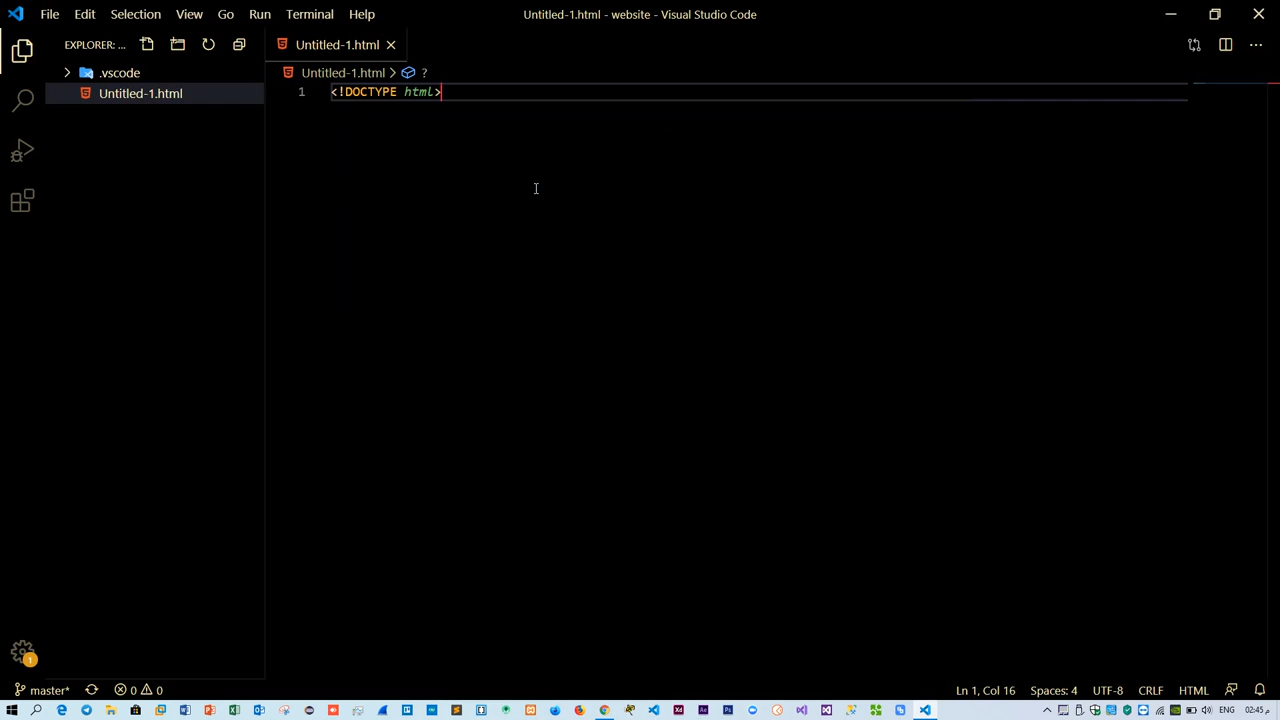 File Edit Selection View Go Run Terminal Help
Untitled-1.html - website - Visual Studio Code
EXPLORER: ...
Untitled-1.html
.vscode
Untitled-1.html > ?
Untitled-1.html
1 <!DOCTYPE html>
1
master* 0 0
Ln 1, Col 16 Spaces: 4 UTF-8 CRLF HTML
ENG 02:45 م